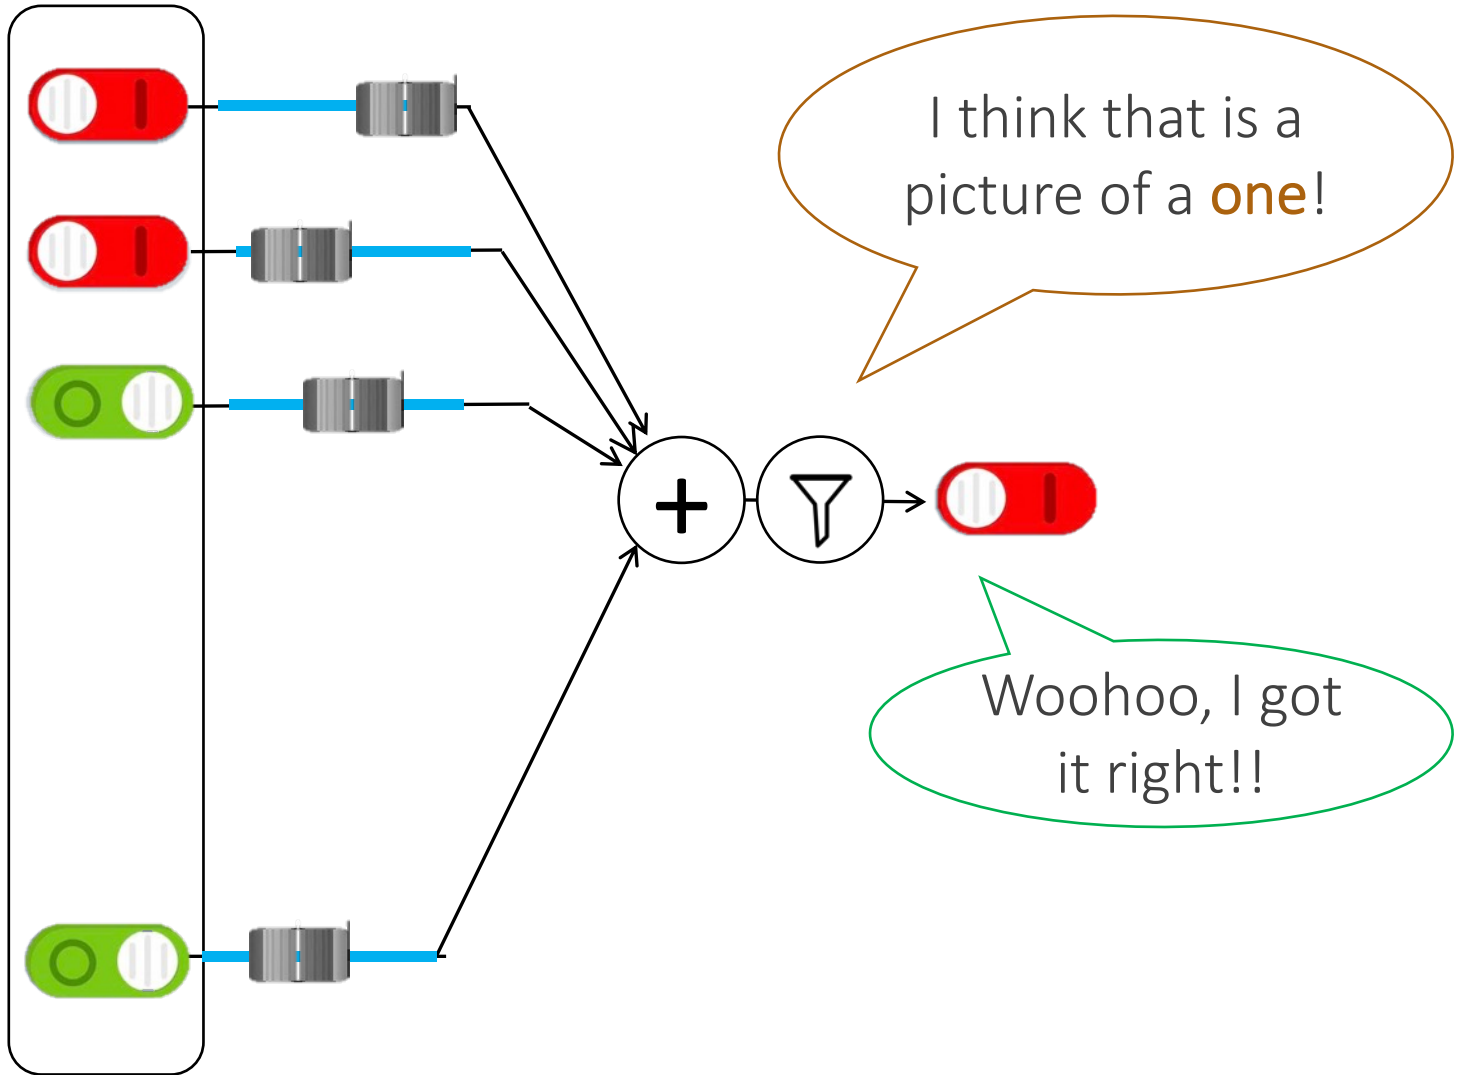 I think that is a
picture of a one!
+
Woohoo, I got
it right!!